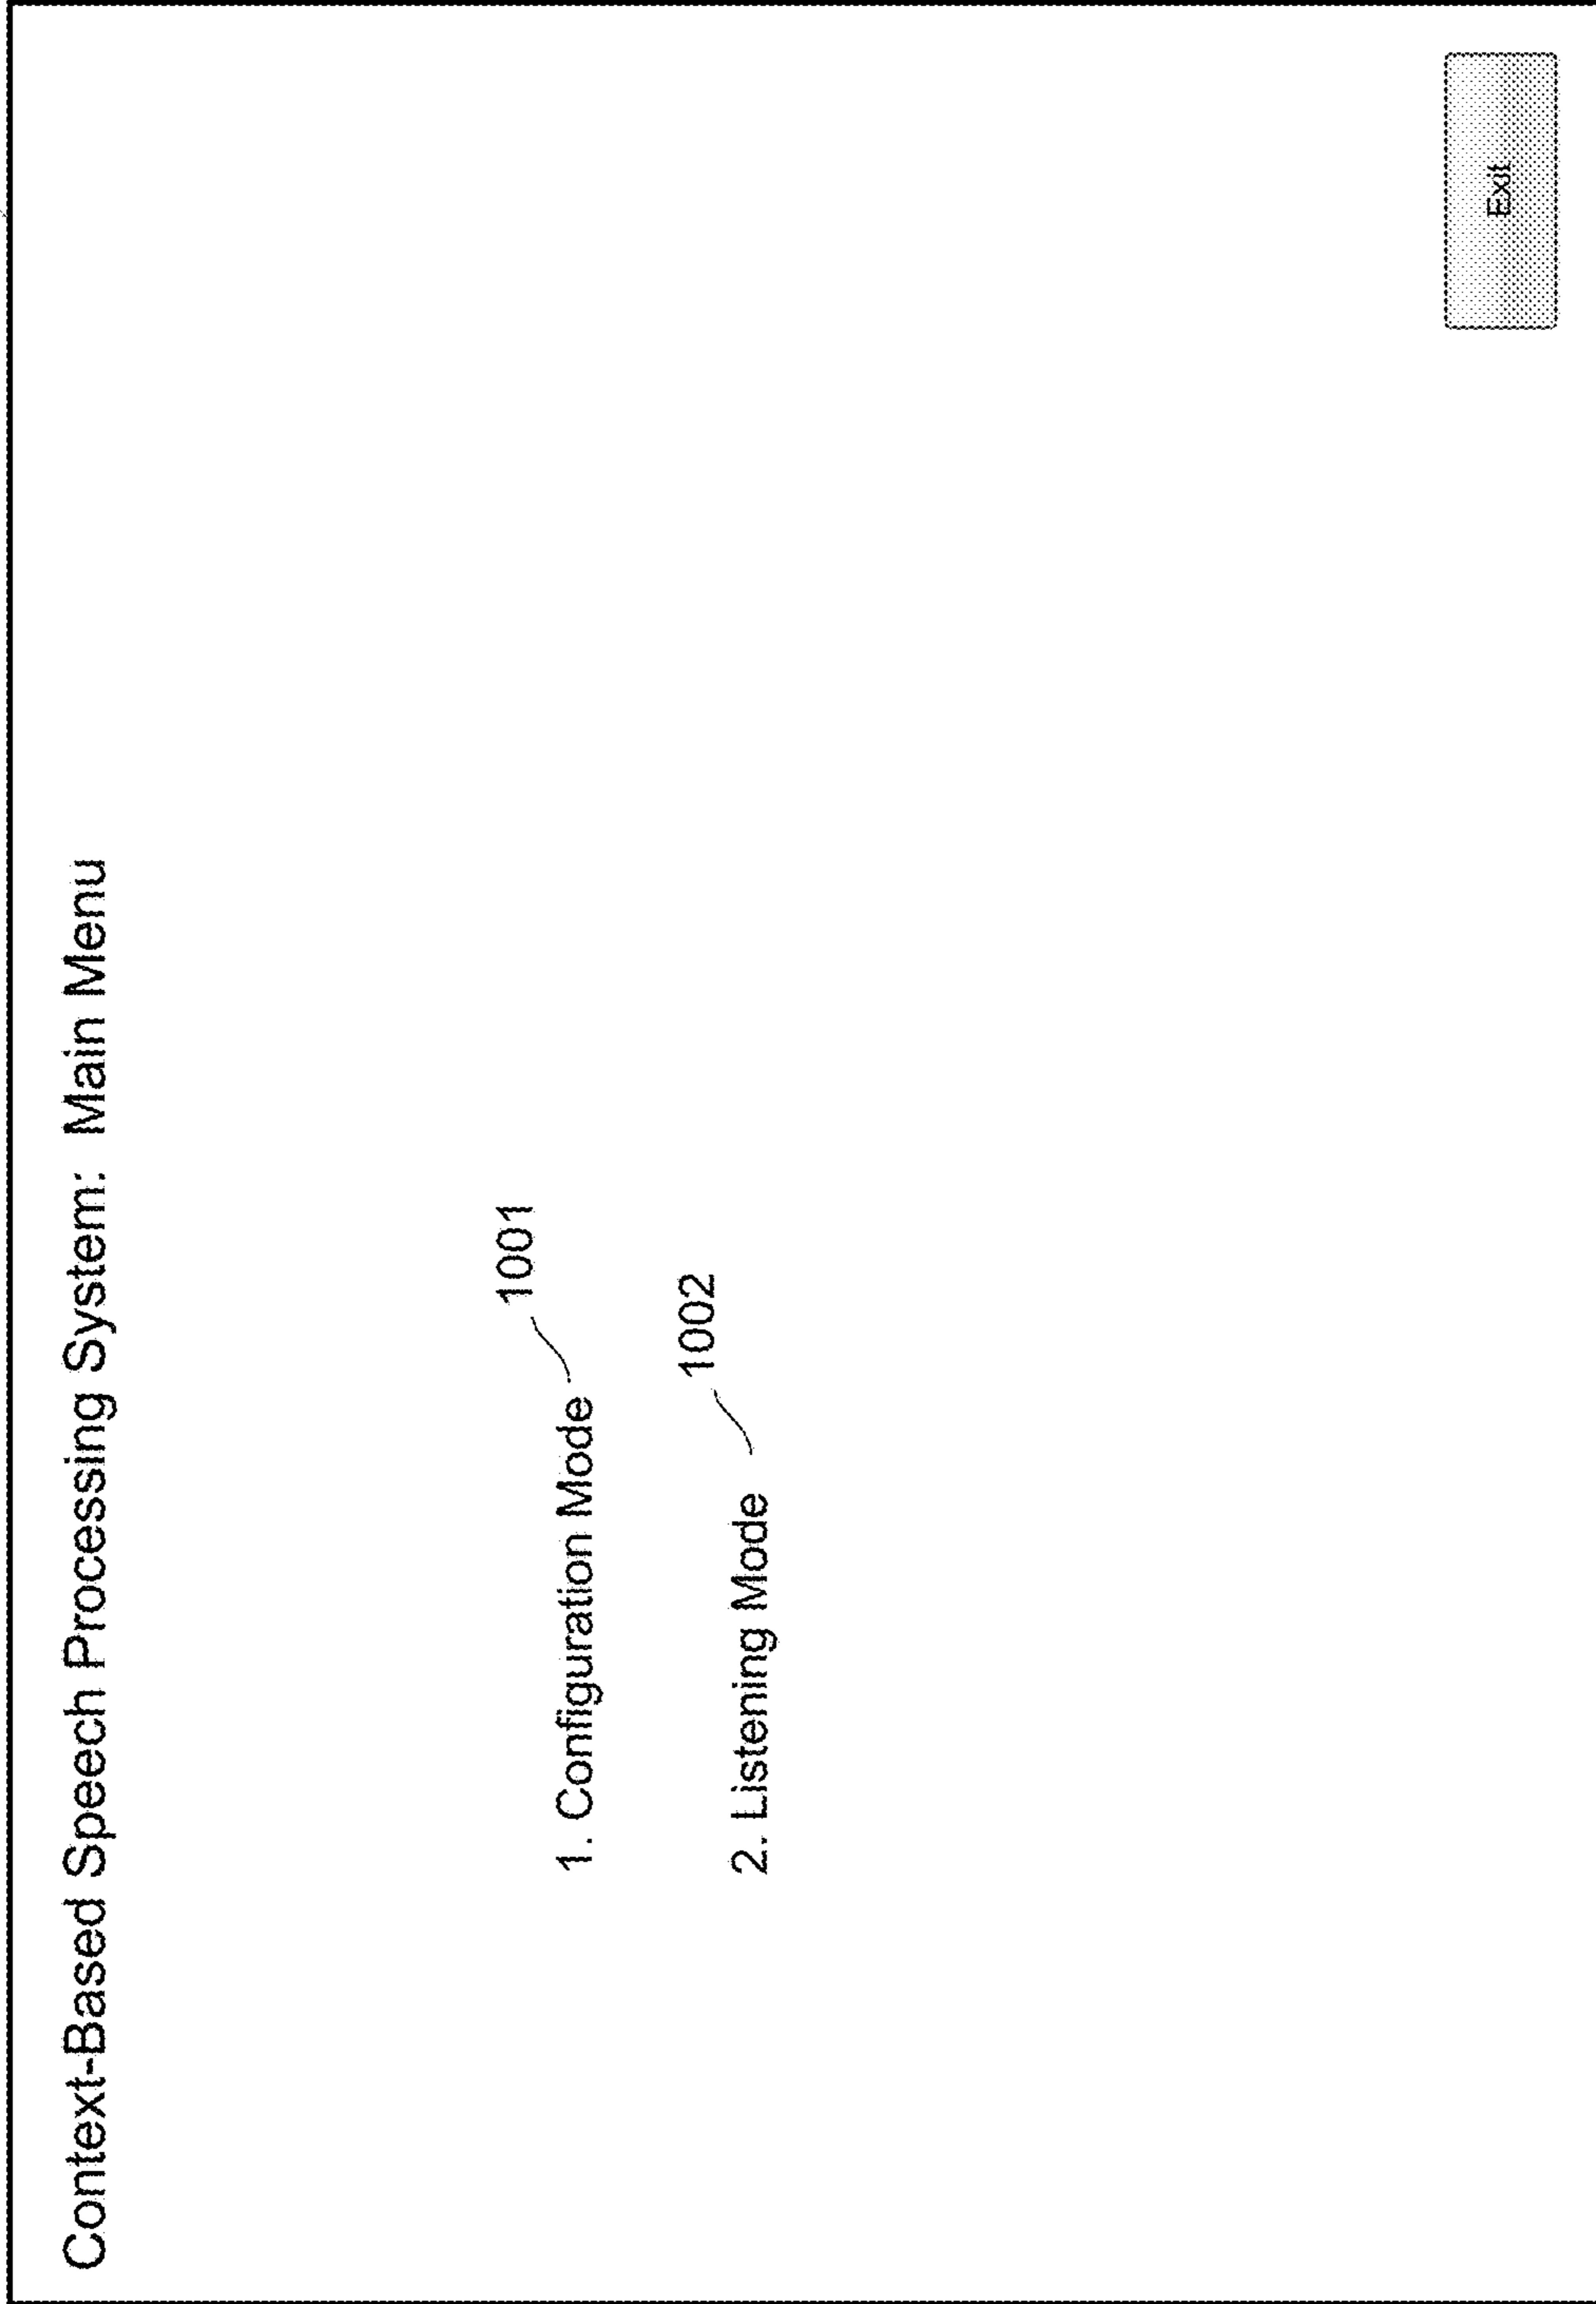 Context-Based Speech Processing System: Main Menu
1001
1. Configuration Mode
1002
2. Listening Mode
Exit